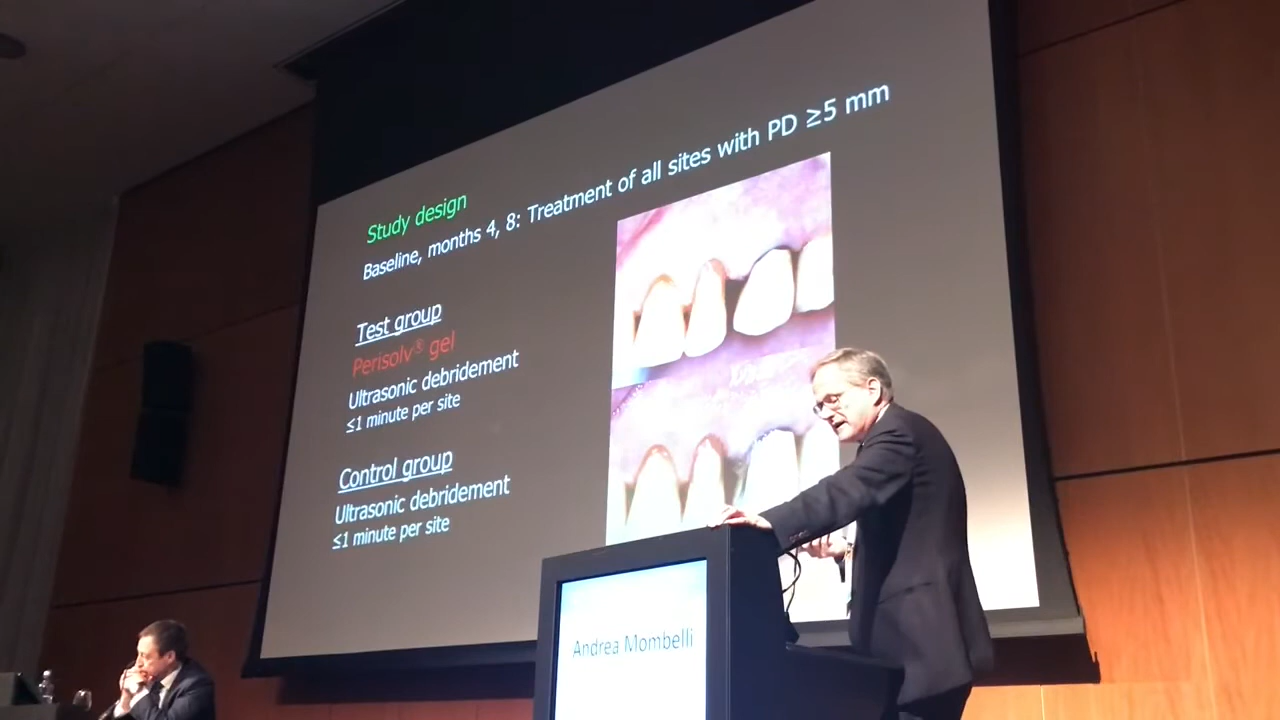 Study design
Baseline, months 4, 8: Treatment of all sites with PD ≥5 mm
Test group
Perisolv® gel
Ultrasonic debridement
≤1 minute per site
Control group
Ultrasonic debridement
≤1 minute per site
Andrea Mombelli